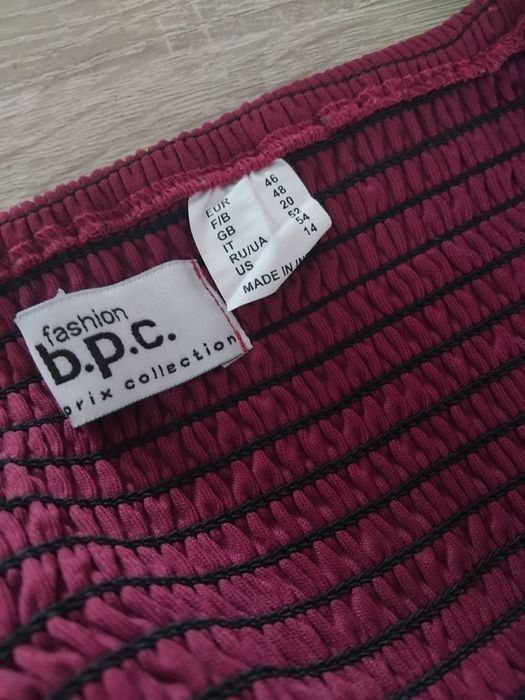 EUR 46
F/B 48
GB 20
IT 52
RU/UA 54
US 14
MADE IN
fashion
b.p.c.
prix collection